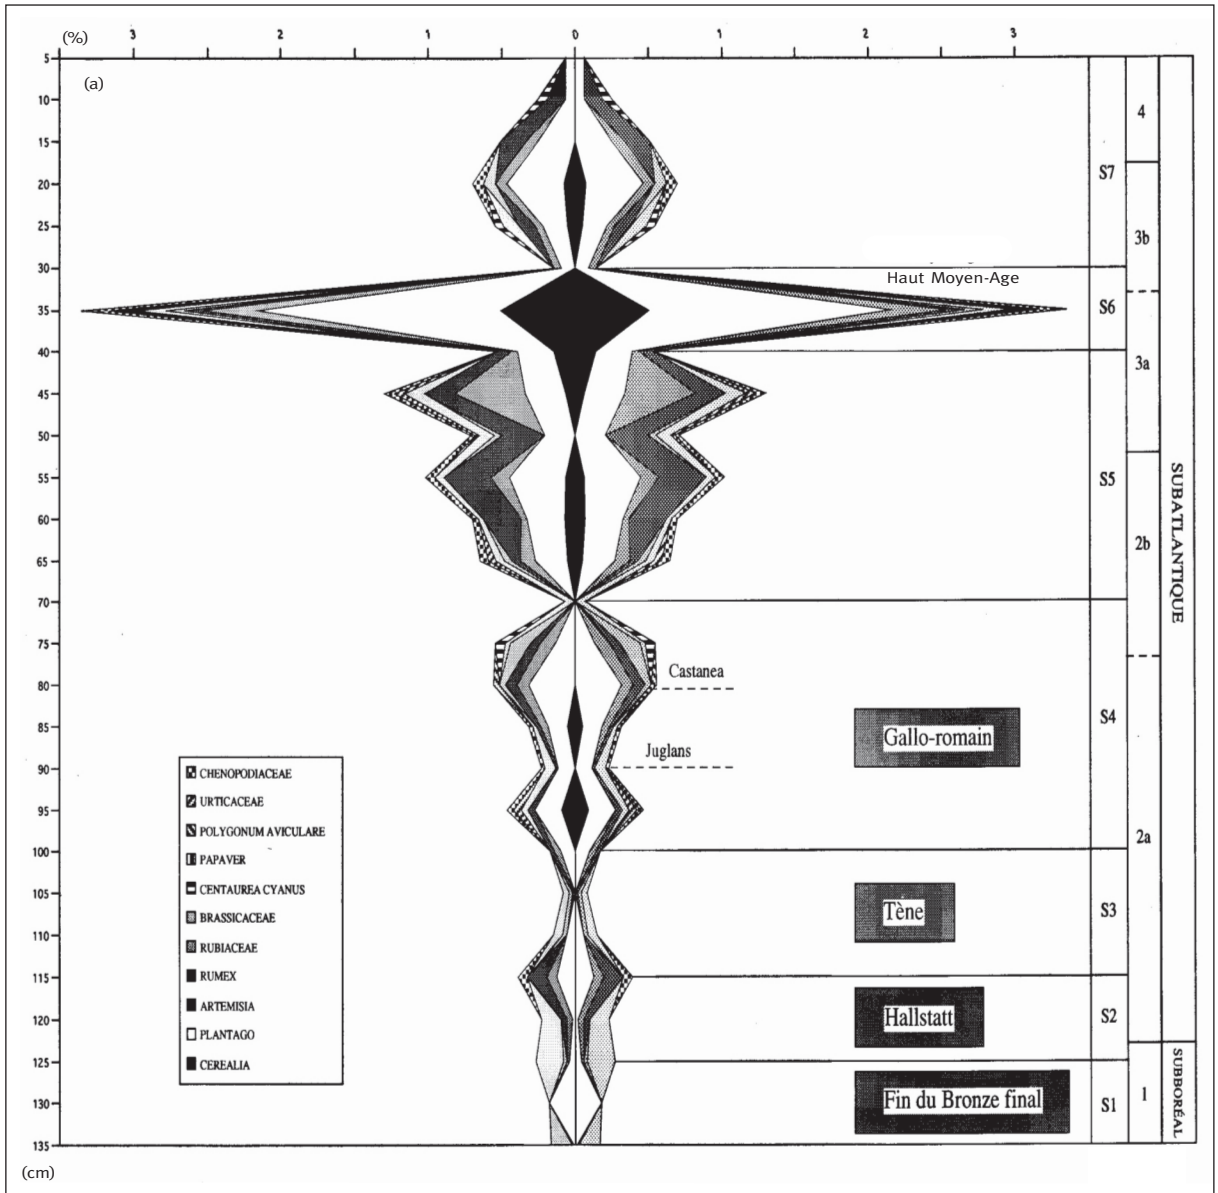 (%)
3 2 1 0 1 2 3
(a)
5
10
15
20
25
30
35
40
45
50
55
60
65
70
75
80
85
90
95
100
105
110
115
120
125
130
135
(cm)
Haut Moyen-Age
Castanea
Juglans
Gallo-romain
Tène
Hallstatt
Fin du Bronze final
CHENOPODIACEAE
URTICACEAE
POLYGONUM AVICULARE
PAPAVER
CENTAUREA CYANUS
BRASSICACEAE
RUBIACEAE
RUMEX
ARTEMISIA
PLANTAGO
CEREALIA
S7
S6
S5
S4
S3
S2
S1
4
3b
3a
2b
2a
1
SUBATLANTIQUE
SUBBORÉAL